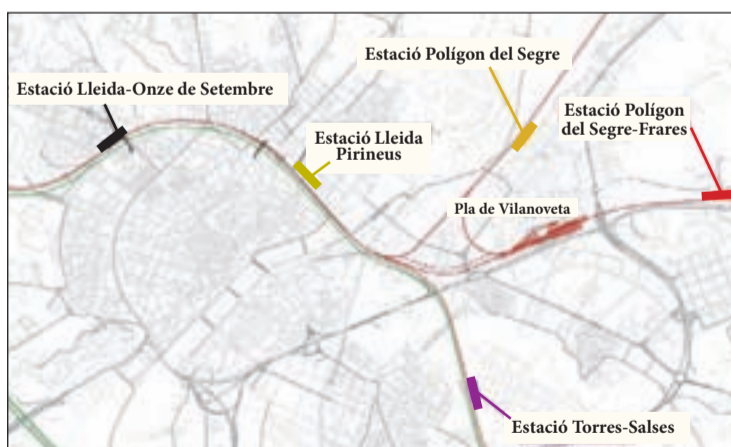 Estació Polígon del Segre
Estació Lleida-Onze de Setembre
Estació Polígon
del Segre-Frares
Estació Lleida
Pirineus
Pla de Vilanoveta
Estació Torres-Salses